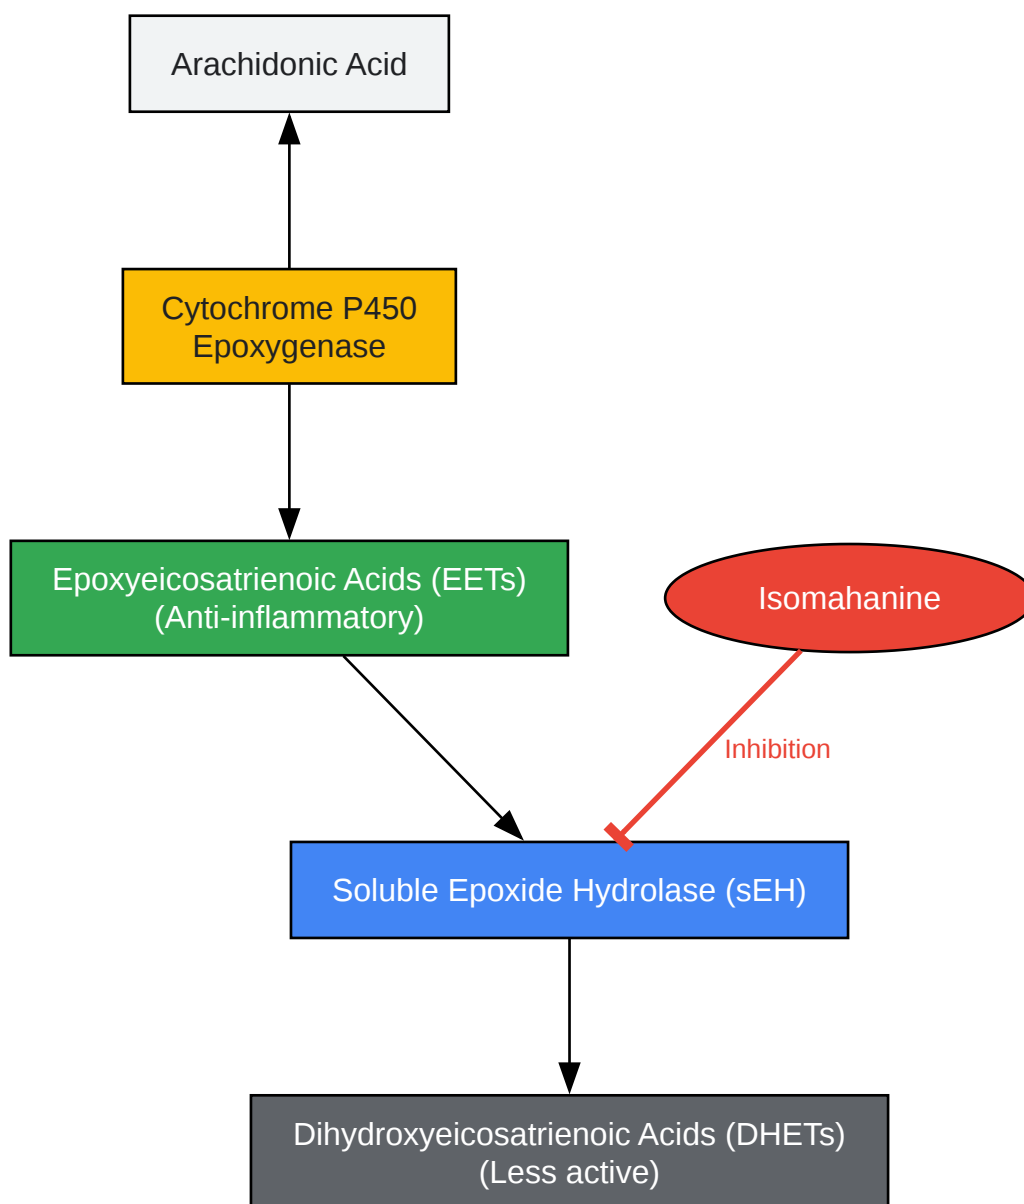 Arachidonic Acid
Cytochrome P450
Epoxygenase
Epoxyeicosatrienoic Acids (EETs)
(Anti-inflammatory)
Isomahanine
Inhibition
Soluble Epoxide Hydrolase (sEH)
Dihydroxyeicosatrienoic Acids (DHETs)
(Less active)